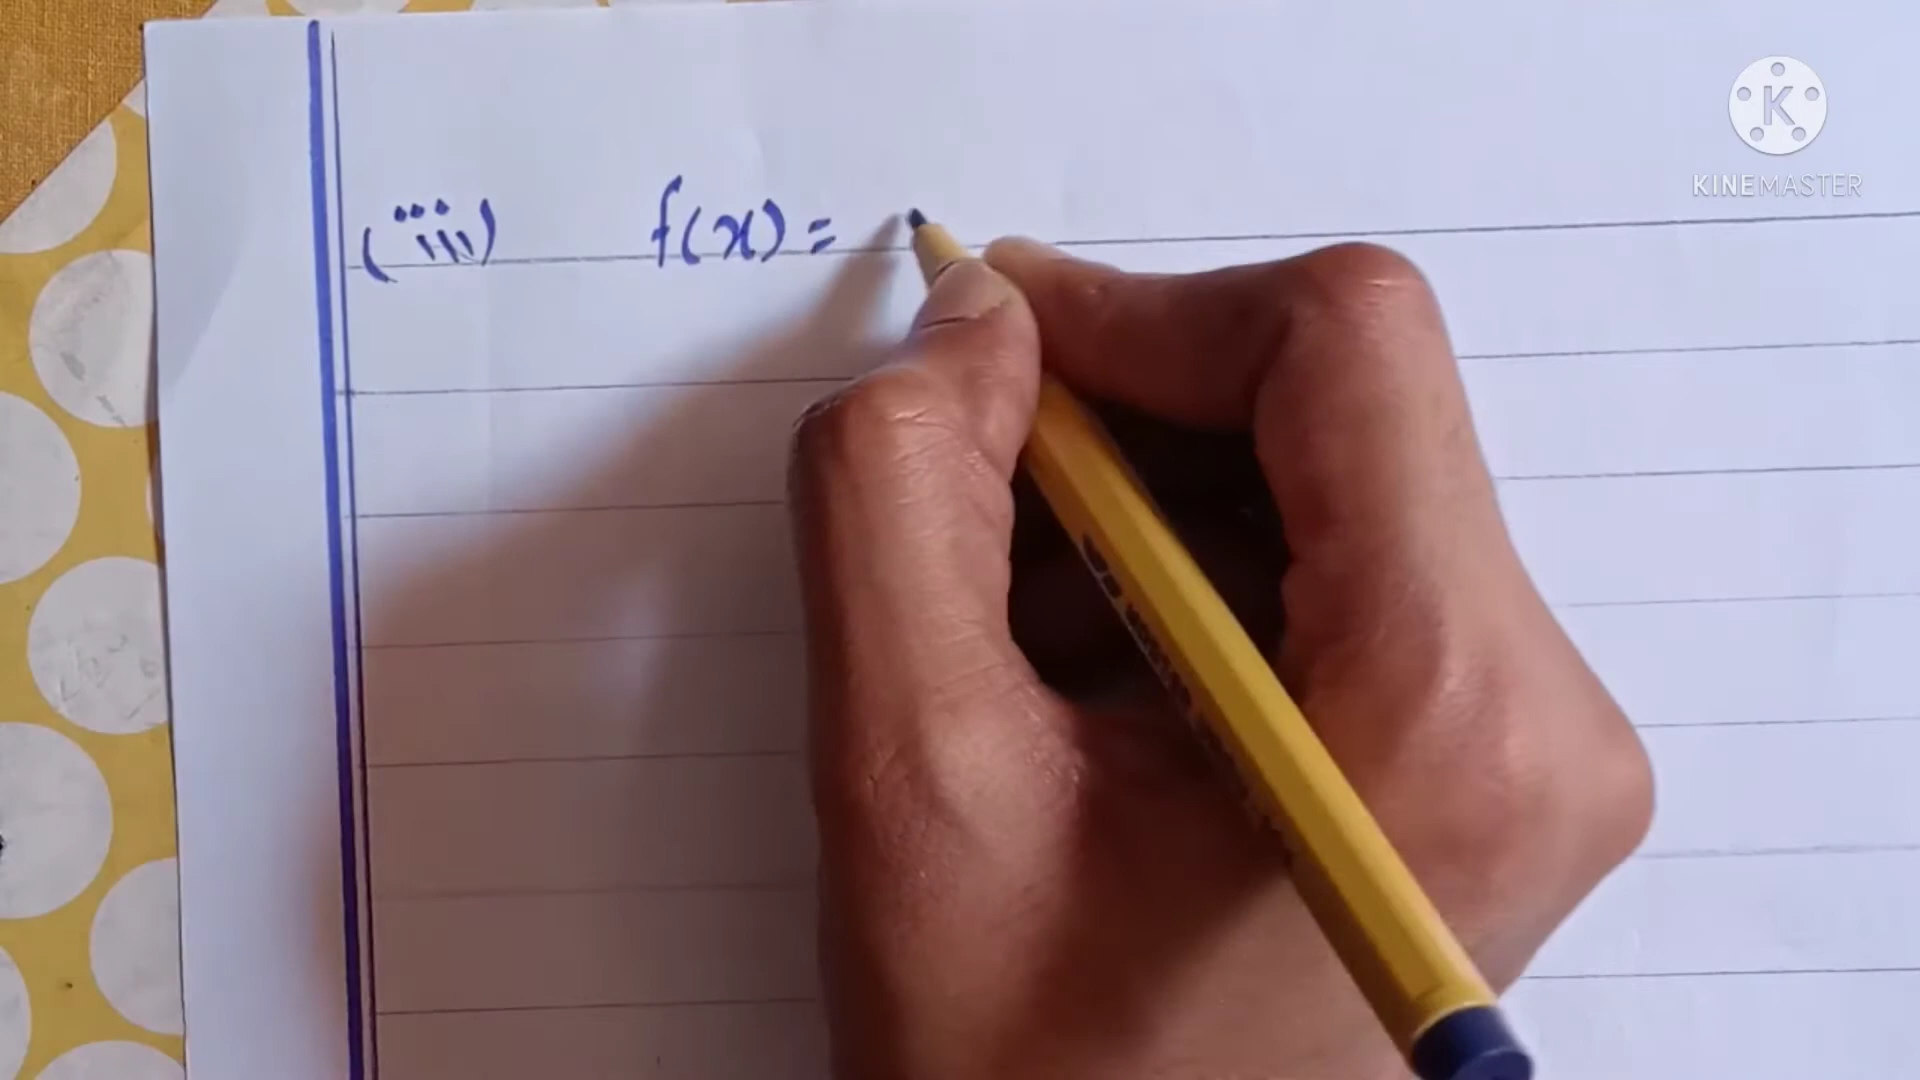 (iii) f(x) =
K
KINEMASTER